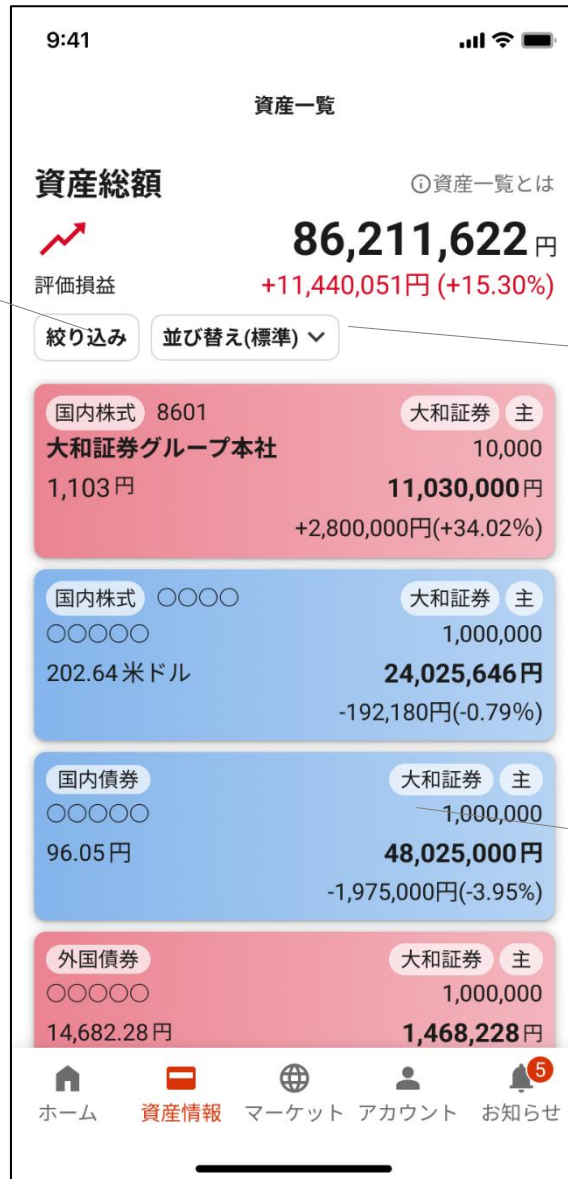 9:41
資産一覧
資産総額 ⓘ資産一覧とは
86,211,622 円
評価損益 +11,440,051円 (+15.30%)
絞り込み 並び替え(標準)
国内株式 8601 大和証券 主
大和証券グループ本社 10,000
1,103円 11,030,000円
+2,800,000円(+34.02%)
国内株式 〇〇〇〇 大和証券 主
〇〇〇〇〇 1,000,000
202.64米ドル 24,025,646円
-192,180円(-0.79%)
国内債券 大和証券 主
〇〇〇〇〇 1,000,000
96.05円 48,025,000円
-1,975,000円(-3.95%)
外国債券 大和証券 主
〇〇〇〇〇 1,000,000
14,682.28円 1,468,228円
5
ホーム 資産情報 マーケット アカウント お知らせ